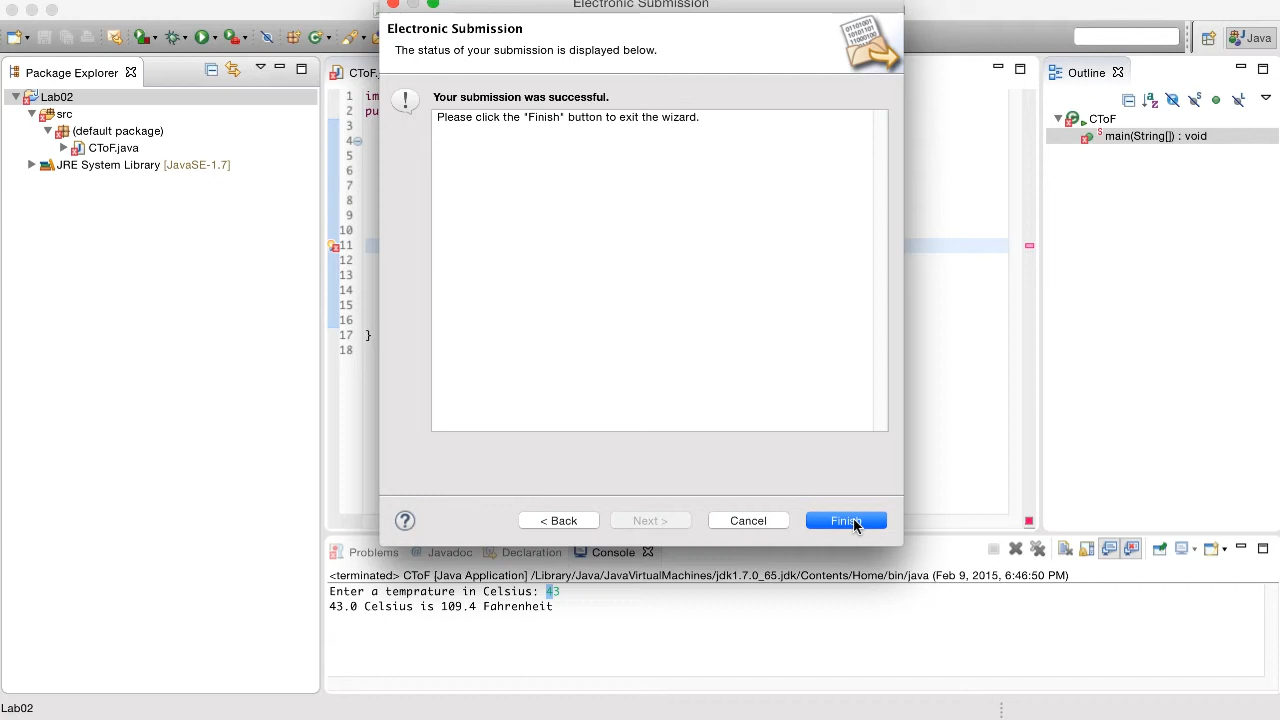 Electronic Submission
Electronic Submission
The status of your submission is displayed below.
Java
Package Explorer
CToF.
Outline
Your submission was successful.
Please click the "Finish" button to exit the wizard.
Lab02
src
(default package)
CToF.java
JRE System Library [JavaSE-1.7]
1 im
2 pu
3
4
5
6
7
8
9
10
11
12
13
14
15
16
17 }
18
CToF
main(String[]) : void
< Back
Next >
Cancel
Finish
Problems
Javadoc
Declaration
Console
<terminated> CToF [Java Application] /Library/Java/JavaVirtualMachines/jdk1.7.0_65.jdk/Contents/Home/bin/java (Feb 9, 2015, 6:46:50 PM)
Enter a temprature in Celsius: 43
43.0 Celsius is 109.4 Fahrenheit
Lab02